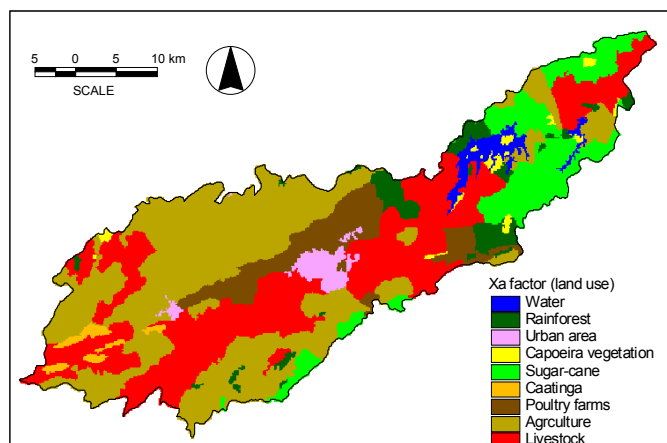 5 0 5 10 km
SCALE
Xa factor (land use)
Water
Rainforest
Urban area
Capoeira vegetation
Sugar-cane
Caatinga
Poultry farms
Agrculture
Livestock